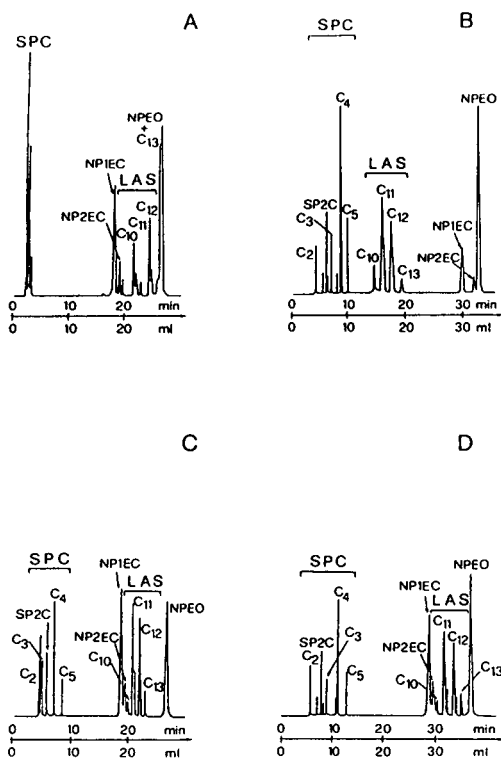 A
SPC
NPEO
+
C13
NP1EC
LAS
NP2EC
C10
C11
C12
0 10 20 min
0 10 20 ml
B
SPC
C4
LAS
SP2C
C3
C2
C5
C11
C12
C10
C13
NP1EC
NP2EC
NPEO
0 10 20 30 min
0 10 20 30 ml
C
SPC
C4
SP2C
C3
C2
C5
NP1EC
LAS
C11
NPEO
NP2EC
C12
C10
C13
0 10 20 min
0 10 20 ml
D
SPC
C4
SP2C
C3
C2
C5
NP1EC
NPEO
LAS
C11
NP2EC
C12
C13
C10
0 10 20 30 min
0 10 20 30 ml